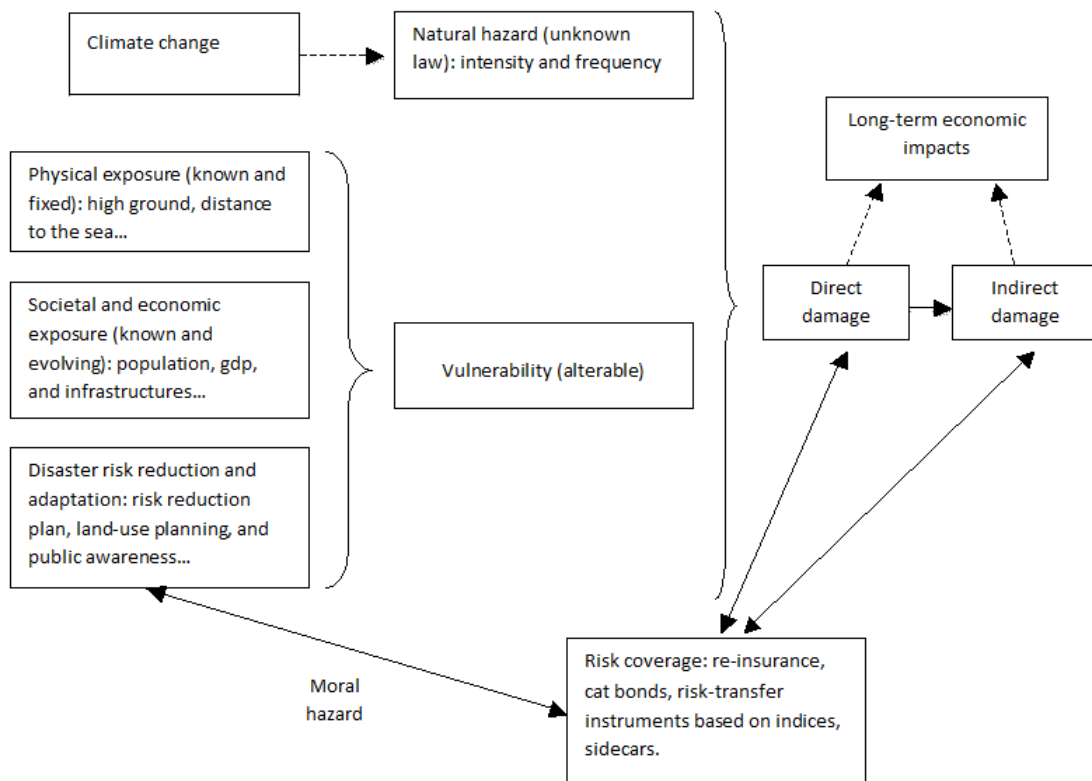 Climate change
Natural hazard (unknown
law): intensity and frequency
Long-term economic
impacts
Physical exposure (known and
fixed): high ground, distance
to the sea…
Societal and economic
exposure (known and
evolving): population, gdp,
and infrastructures…
Vulnerability (alterable)
Direct
damage
Indirect
damage
Disaster risk reduction and
adaptation: risk reduction
plan, land-use planning, and
public awareness…
Moral
hazard
Risk coverage: re-insurance,
cat bonds, risk-transfer
instruments based on indices,
sidecars.